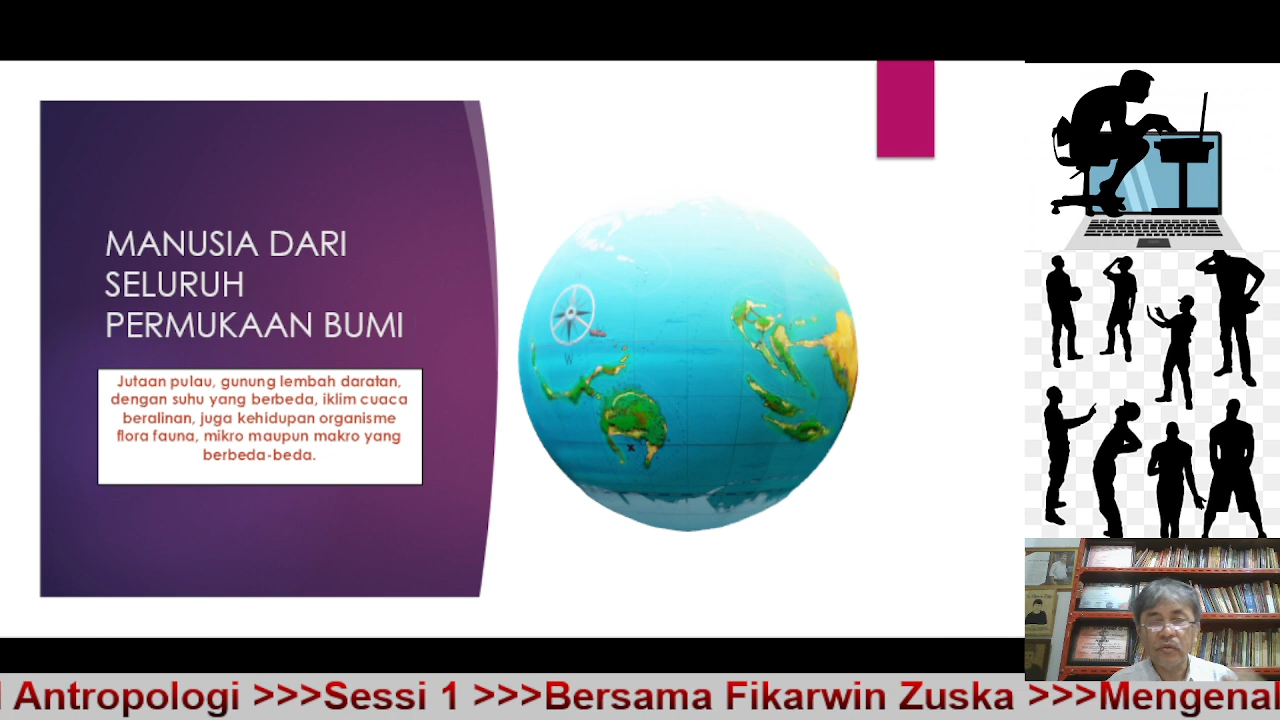 MANUSIA DARI
SELURUH
PERMUKAAN BUMI
Jutaan pulau, gunung lembah daratan,
dengan suhu yang berbeda, iklim cuaca
beralinan, juga kehidupan organisme
flora fauna, mikro maupun makro yang
berbeda-beda.
W
x
Antropologi >>>Sessi 1 >>>Bersama Fikarwin Zuska >>>Mengenal